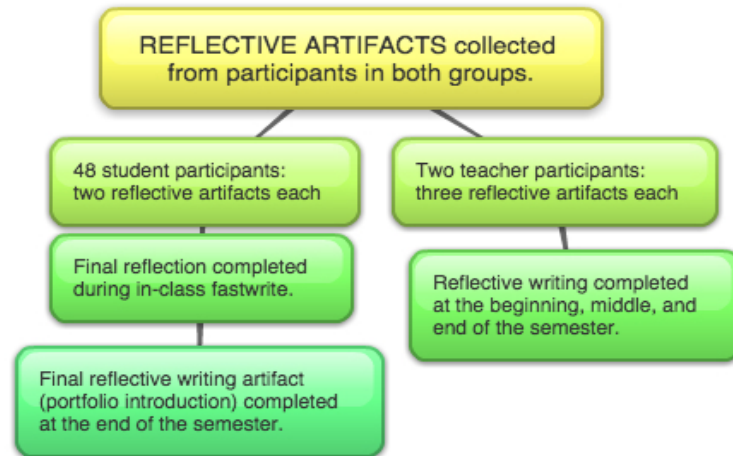 REFLECTIVE ARTIFACTS collected
from participants in both groups.
48 student participants:
two reflective artifacts each
Two teacher participants:
three reflective artifacts each
Final reflection completed
during in-class fastwrite.
Reflective writing completed
at the beginning, middle, and
end of the semester.
Final reflective writing artifact
(portfolio introduction) completed
at the end of the semester.